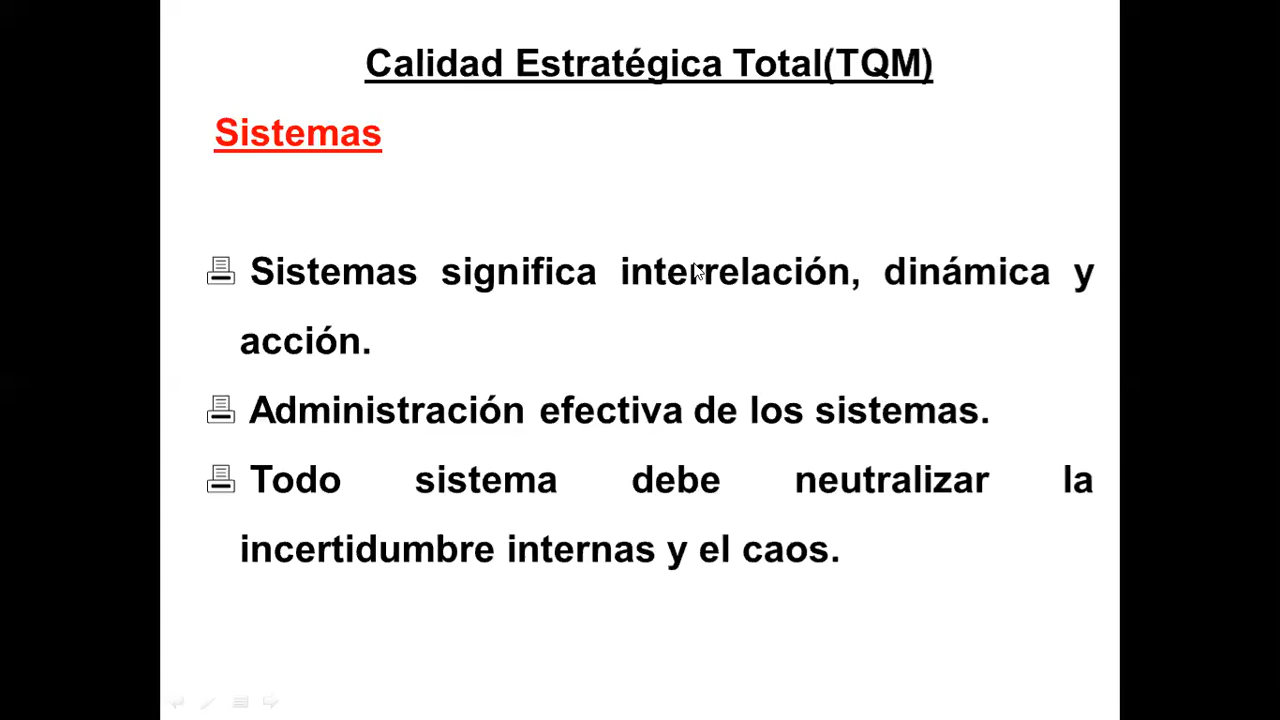 Calidad Estratégica Total(TQM)
Sistemas
Sistemas significa interrelación, dinámica y
acción.
Administración efectiva de los sistemas.
Todo sistema debe neutralizar la
incertidumbre internas y el caos.